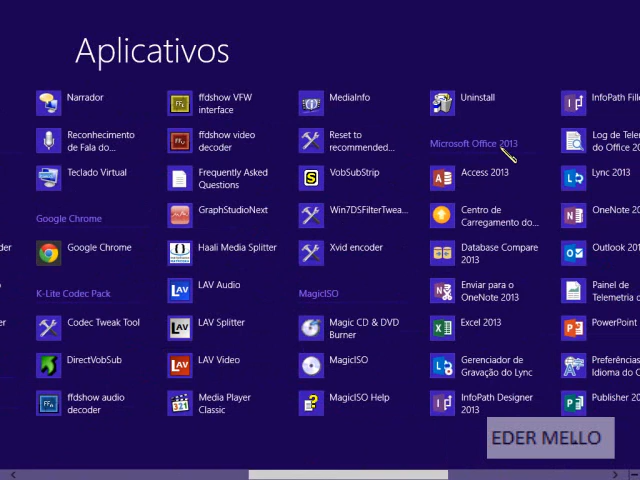 Aplicativos
Narrador
Reconhecimento
de Fala do...
Teclado Virtual
Google Chrome
Google Chrome
K-Lite Codec Pack
Codec Tweak Tool
DirectVobSub
ffdshow audio
decoder
ffdshow VFW
interface
ffdshow video
decoder
Frequently Asked
Questions
GraphStudioNext
Haali Media Splitter
LAV Audio
LAV Splitter
LAV Video
Media Player
Classic
MediaInfo
Reset to
recommended...
VobSubStrip
Win7DSFilterTwea...
Xvid encoder
MagicISO
Magic CD & DVD
Burner
MagicISO
MagicISO Help
Uninstall
Microsoft Office 2013
Access 2013
Centro de
Carregamento do...
Database Compare
2013
Enviar para o
OneNote 2013
Excel 2013
Gerenciador de
Gravação do Lync
InfoPath Designer
2013
InfoPath Fille
Log de Tele
do Office 20
Lync 2013
OneNote 20
Outlook 201
Painel de
Telemetria d
PowerPoint
Preferências
Idioma do O
Publisher 20
EDER MELLO